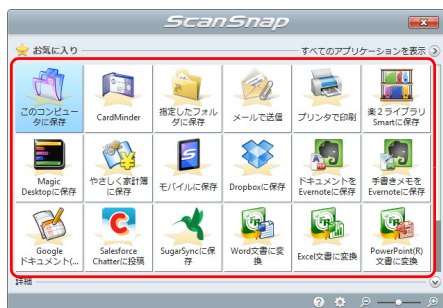 ScanSnap
お気に入り
すべてのアプリケーションを表示
このコンピュー
タに保存
CardMinder
指定したフォル
ダに保存
メールで送信
プリンタで印刷
楽2ライブラリ
Smartに保存
Magic
Desktopに保存
やさしく家計簿
に保存
モバイルに保存
Dropboxに保存
ドキュメントを
Evernoteに保存
手書きメモを
Evernoteに保存
Google
ドキュメント(...
Salesforce
Chatterに投稿
SugarSyncに保
存
Word文書に変
換
Excel文書に変換
PowerPoint(R)
文書に変換
詳細